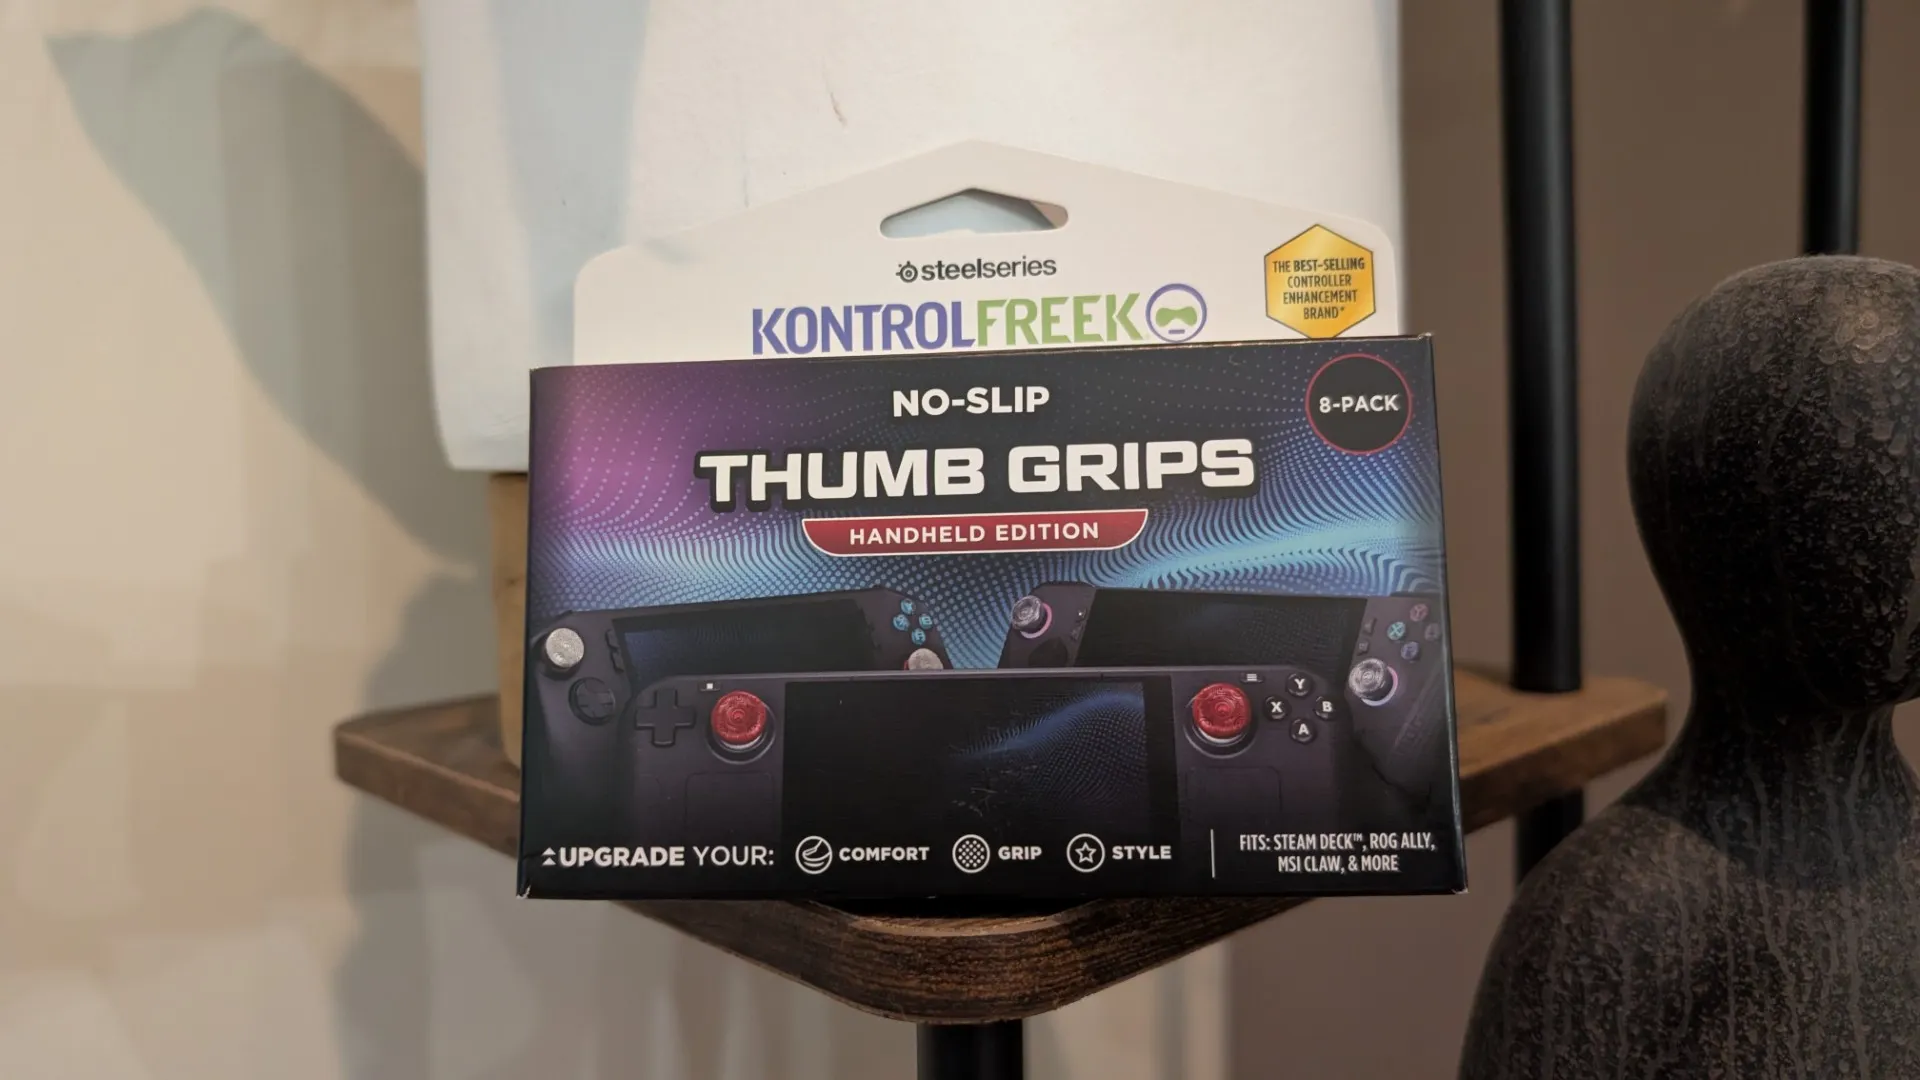 steelseries
KONTROLFREEK
THE BEST-SELLING
CONTROLLER
ENHANCEMENT
BRAND*
NO-SLIP
8-PACK
THUMB GRIPS
HANDHELD EDITION
Y
X
B
A
UPGRADE YOUR:
COMFORT
GRIP
STYLE
FITS: STEAM DECK™, ROG ALLY,
MSI CLAW, & MORE